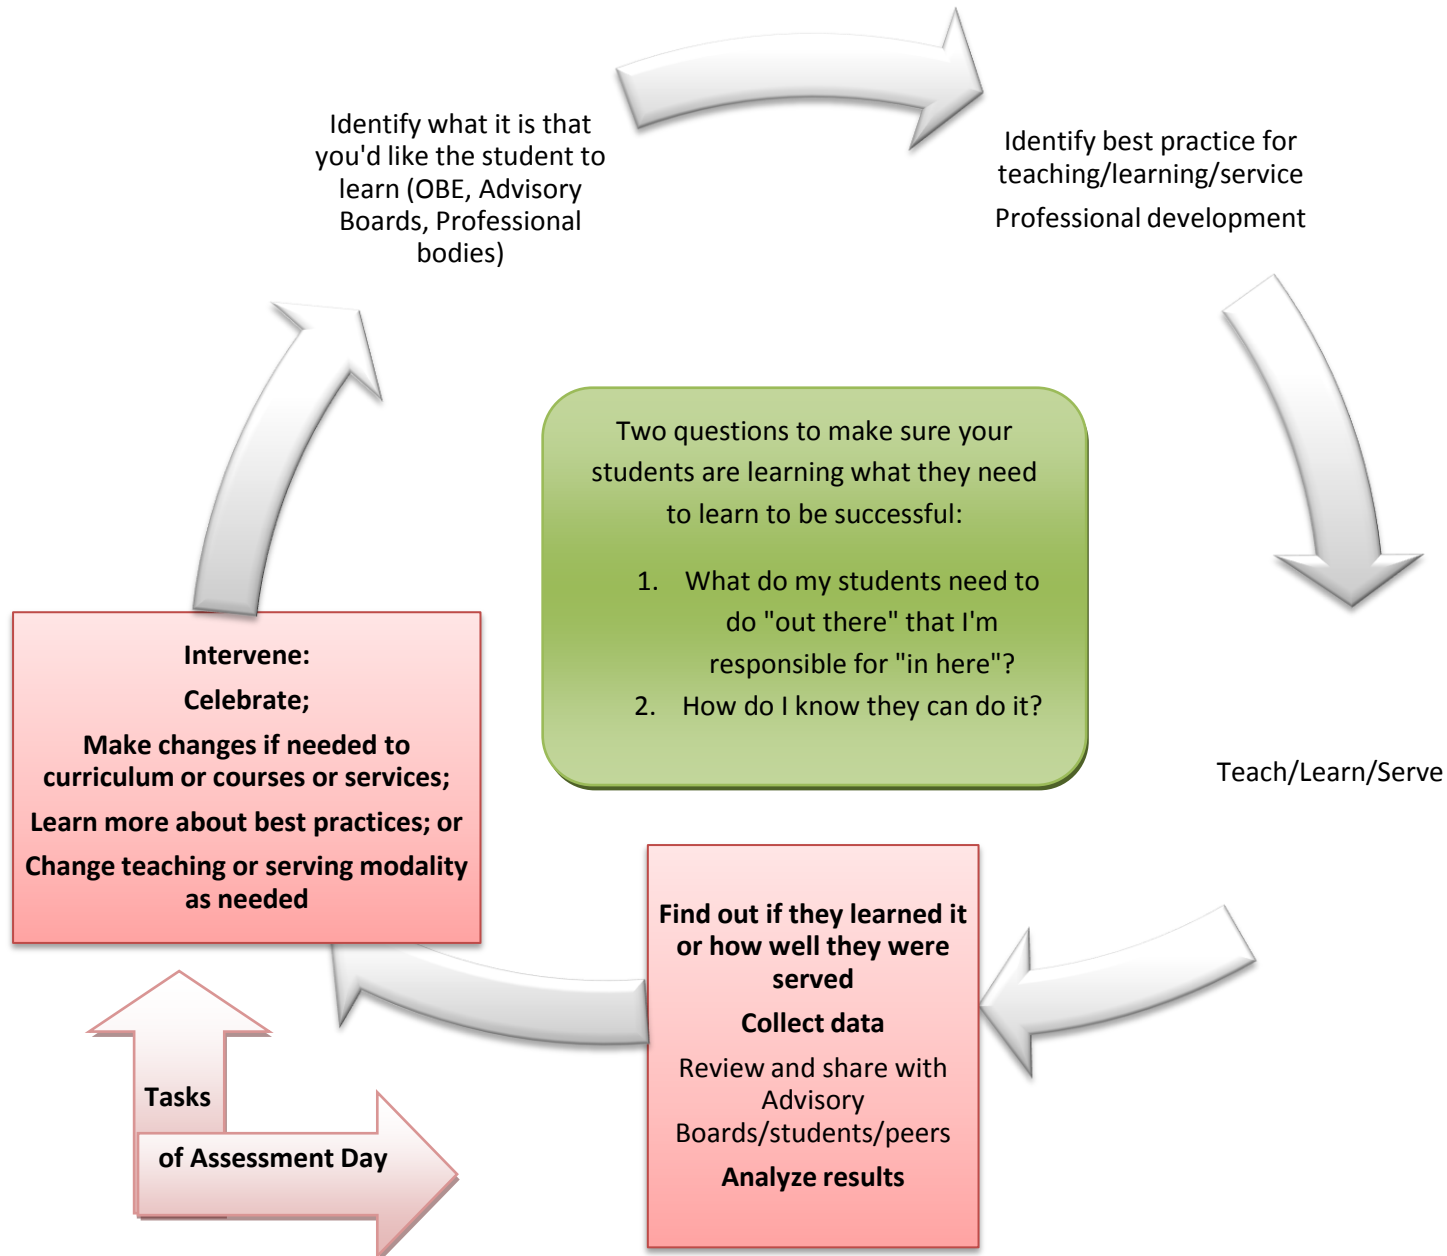 Identify what it is that
you'd like the student to
learn (OBE, Advisory
Boards, Professional
bodies)
Identify best practice for
teaching/learning/service
Professional development
Two questions to make sure your
students are learning what they need
to learn to be successful:
1. What do my students need to
do "out there" that I'm
responsible for "in here"?
2. How do I know they can do it?
Teach/Learn/Serve
Intervene:
Celebrate;
Make changes if needed to
curriculum or courses or services;
Learn more about best practices; or
Change teaching or serving modality
as needed
Find out if they learned it
or how well they were
served
Collect data
Review and share with
Advisory
Boards/students/peers
Analyze results
Tasks
of Assessment Day